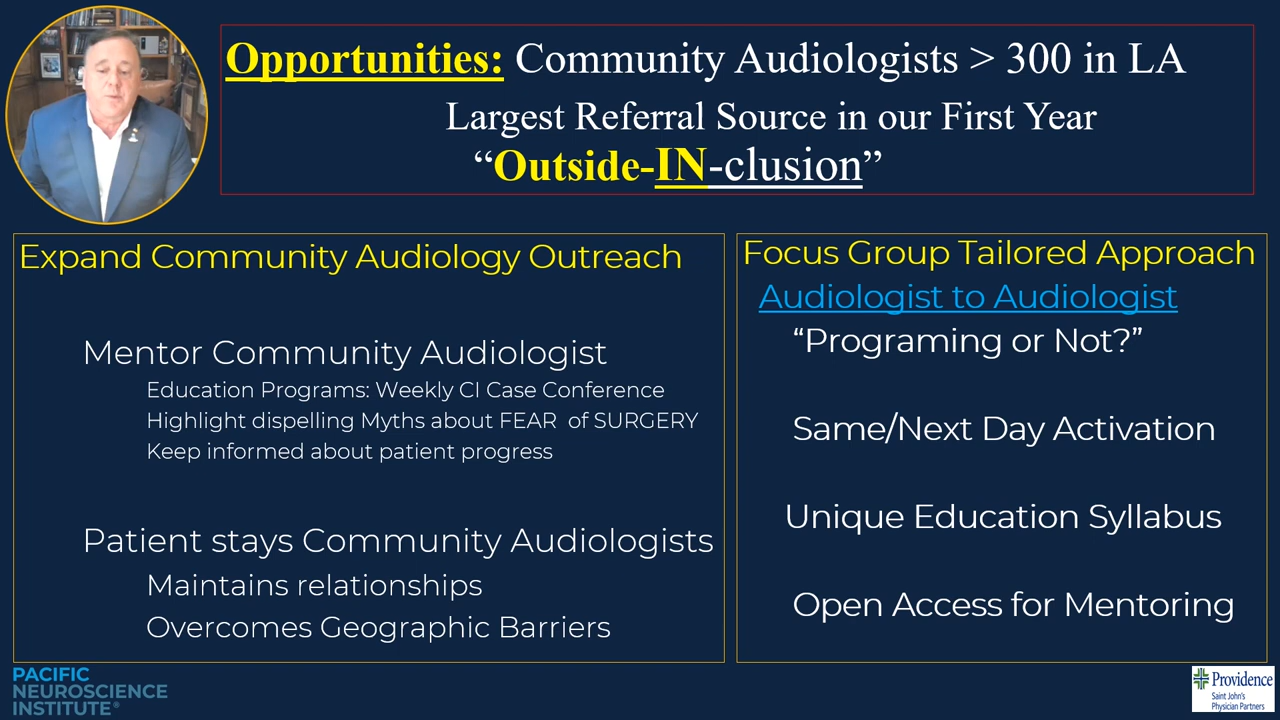 Opportunities: Community Audiologists > 300 in LA
Largest Referral Source in our First Year
“Outside-IN-clusion”
Expand Community Audiology Outreach
Mentor Community Audiologist
Education Programs: Weekly CI Case Conference
Highlight dispelling Myths about FEAR of SURGERY
Keep informed about patient progress
Patient stays Community Audiologists
Maintains relationships
Overcomes Geographic Barriers
Focus Group Tailored Approach
Audiologist to Audiologist
“Programing or Not?”
Same/Next Day Activation
Unique Education Syllabus
Open Access for Mentoring
PACIFIC
NEUROSCIENCE
INSTITUTE®
Providence
Saint John's
Physician Partners